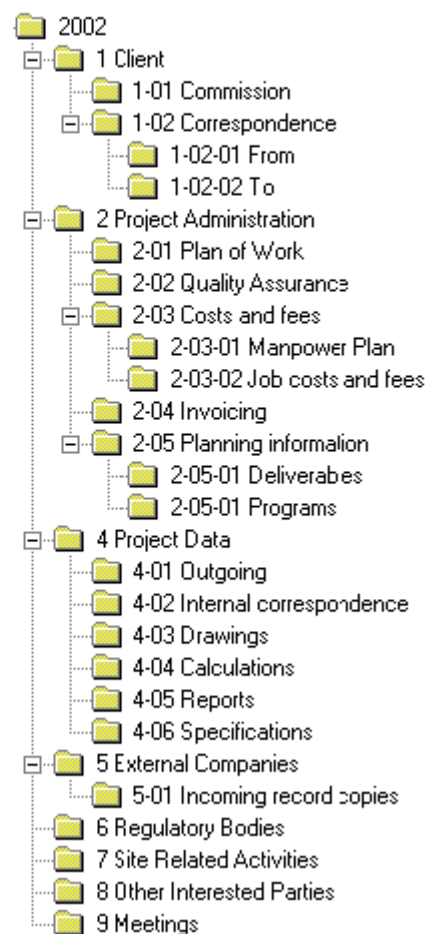 2002
1 Client
1-01 Commission
1-02 Correspondence
1-02-01 From
1-02-02 To
2 Project Administration
2-01 Plan of Work
2-02 Quality Assurance
2-03 Costs and fees
2-03-01 Manpower Plan
2-03-02 Job costs and fees
2-04 Invoicing
2-05 Planning information
2-05-01 Deliverabes
2-05-01 Programs
4 Project Data
4-01 Outgoing
4-02 Internal correspondence
4-03 Drawings
4-04 Calculations
4-05 Reports
4-06 Specifications
5 External Companies
5-01 Incoming record copies
6 Regulatory Bodies
7 Site Related Activities
8 Other Interested Parties
9 Meetings